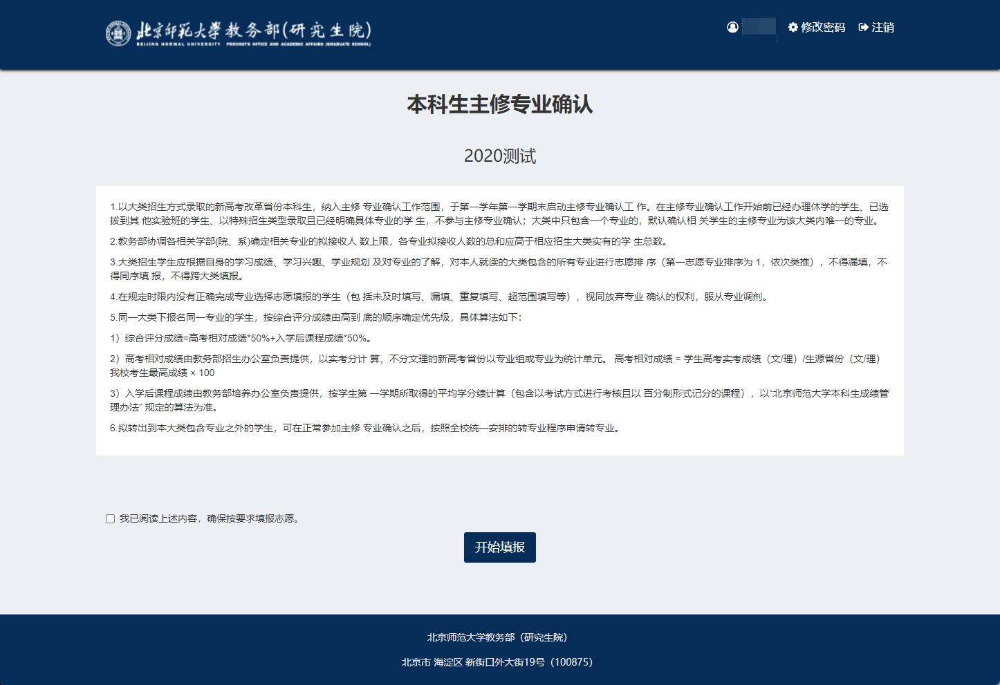 北京师范大学教务部(研究生院)
BEIJING NORMAL UNIVERSITY PROVOST'S OFFICE AND ACADEMIC AFFAIRS (GRADUATE SCHOOL)
修改密码 注销
本科生主修专业确认
2020测试
1.以大类招生方式录取的新高考改革省份本科生，纳入主修 专业确认工作范围，于第一学年第一学期末启动主修专业确认工 作。在主修专业确认工作开始前已经办理休学的学生、已选
拔到其 他实验班的学生、以特殊招生类型录取且已经明确具体专业的学 生，不参与主修专业确认；大类中只包含一个专业的，默认确认相 关学生的主修专业为该大类内唯一的专业。
2.教务部协调各相关学部(院、系)确定相关专业的拟接收人 数上限，各专业拟接收人数的总和应高于相应招生大类实有的学 生总数。
3.大类招生学生应根据自身的学习成绩、学习兴趣、学业规划 及对专业的了解，对本人就读的大类包含的所有专业进行志愿排 序（第一志愿专业排序为 1，依次类推），不得漏填，不
得同序填 报，不得跨大类填报。
4.在规定时限内没有正确完成专业选择志愿填报的学生（包 括未及时填写、漏填、重复填写、超范围填写等），视同放弃专业 确认的权利，服从专业调剂。
5.同一大类下报名同一专业的学生，按综合评分成绩由高到 底的顺序确定优先级，具体算法如下：
1）综合评分成绩=高考相对成绩*50%+入学后课程成绩*50%。
2）高考相对成绩由教务部招生办公室负责提供，以实考分计 算，不分文理的新高考省份以专业组或专业为统计单元。 高考相对成绩 = 学生高考实考成绩（文/理）/生源省份（文/理）
我校考生最高成绩 × 100
3）入学后课程成绩由教务部培养办公室负责提供，按学生第 一学期所取得的平均学分绩计算（包含以考试方式进行考核且以 百分制形式记分的课程），以“北京师范大学本科生成绩管
理办法” 规定的算法为准。
6.拟转出到本大类包含专业之外的学生，可在正常参加主修 专业确认之后，按照全校统一安排的转专业程序申请转专业。
我已阅读上述内容，确保按要求填报志愿。
开始填报
北京师范大学教务部（研究生院）
北京市 海淀区 新街口外大街19号（100875）